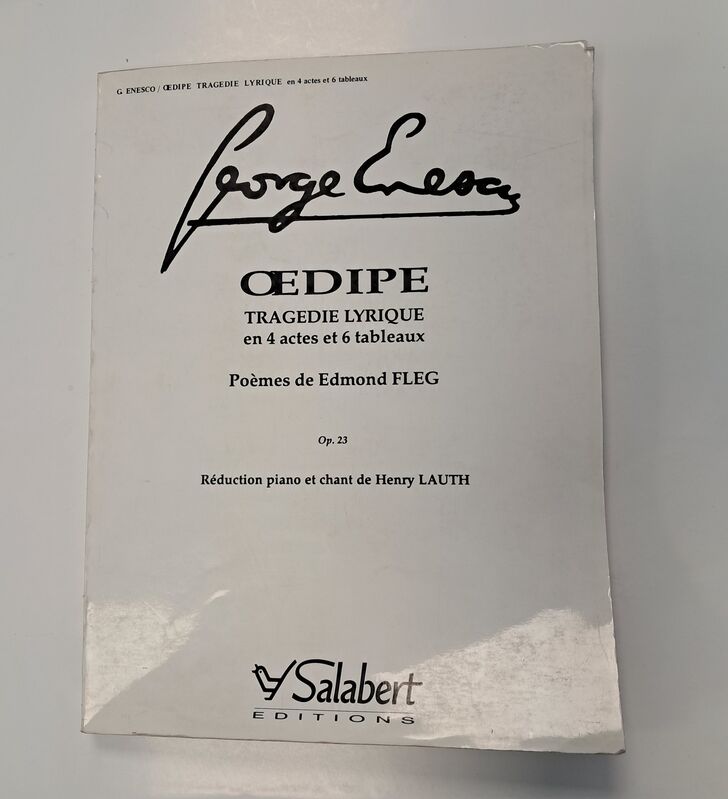 G. ENESCO / ŒDIPE TRAGEDIE LYRIQUE en 4 actes et 6 tableaux
George Enescu
ŒDIPE
TRAGEDIE LYRIQUE
en 4 actes et 6 tableaux
Poèmes de Edmond FLEG
Op. 23
Réduction piano et chant de Henry LAUTH
Salabert
EDITIONS